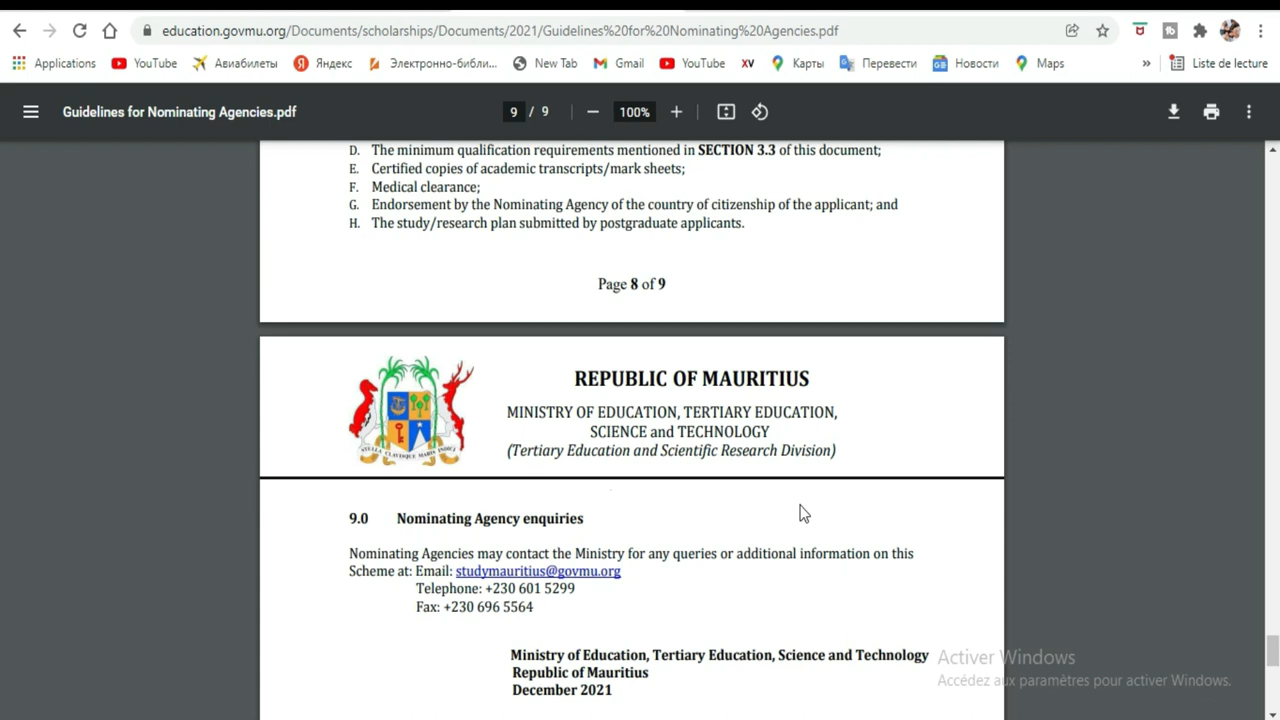 education.govmu.org/Documents/scholarships/Documents/2021/Guidelines%20for%20Nominating%20Agencies.pdf
Applications YouTube Авиабилеты Яндекс Электронно-библи... New Tab Gmail YouTube XV Карты Перевести GB Новости Maps » Liste de lecture
Guidelines for Nominating Agencies.pdf 9 / 9 100%
D. The minimum qualification requirements mentioned in SECTION 3.3 of this document;
E. Certified copies of academic transcripts/mark sheets;
F. Medical clearance;
G. Endorsement by the Nominating Agency of the country of citizenship of the applicant; and
H. The study/research plan submitted by postgraduate applicants.
Page 8 of 9
REPUBLIC OF MAURITIUS
MINISTRY OF EDUCATION, TERTIARY EDUCATION,
SCIENCE and TECHNOLOGY
(Tertiary Education and Scientific Research Division)
STELLA CLAVISQUE MARIS INDICI
9.0 Nominating Agency enquiries
Nominating Agencies may contact the Ministry for any queries or additional information on this
Scheme at: Email: studymauritius@govmu.org
Telephone: +230 601 5299
Fax: +230 696 5564
Ministry of Education, Tertiary Education, Science and Technology
Republic of Mauritius
December 2021
Activer Windows
Accédez aux paramètres pour activer Windows.